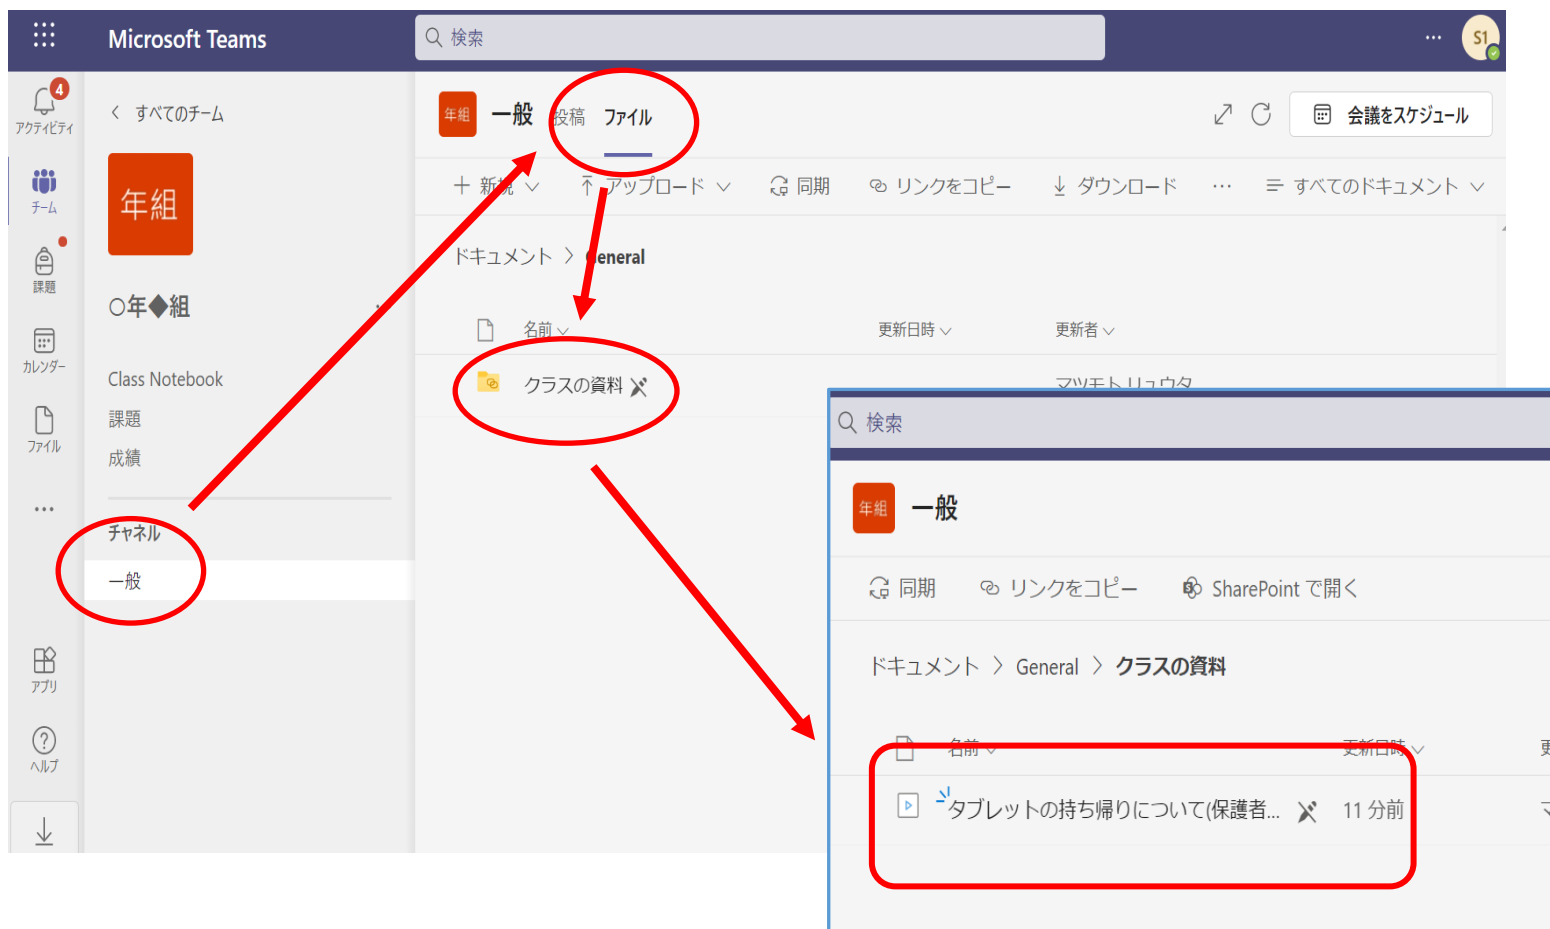 Microsoft Teams
検索
… S1
4
アクティビティ
チーム
課題
カレンダー
ファイル
…
アプリ
ヘルプ
すべてのチーム
年組
○年◆組
Class Notebook
課題
成績
チャネル
一般
年組 一般 投稿 ファイル
会議をスケジュール
新規 アップロード 同期 リンクをコピー ダウンロード … すべてのドキュメント
ドキュメント > General
名前 更新日時 更新者
クラスの資料
マツモト リュウタ
検索
年組 一般
同期 リンクをコピー SharePoint で開く
ドキュメント > General > クラスの資料
名前 更新日時 更
タブレットの持ち帰りについて(保護者... 11 分前